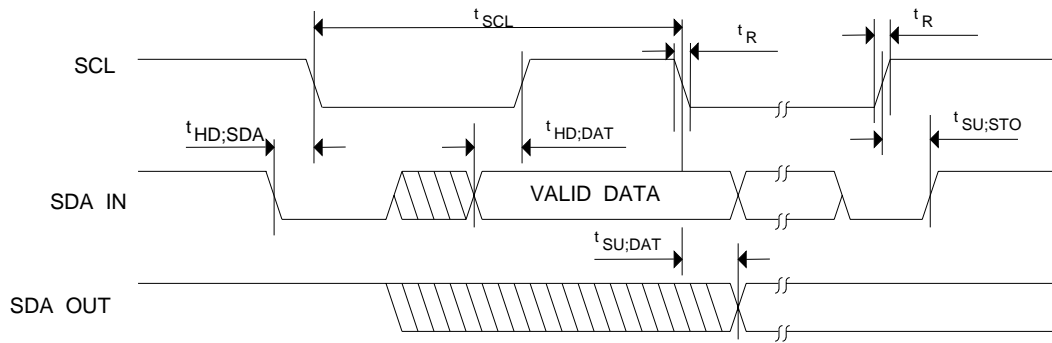 tSCL
tR
tR
SCL
tHD;SDA
tHD;DAT
tSU;STO
SDA IN
VALID DATA
tSU;DAT
SDA OUT